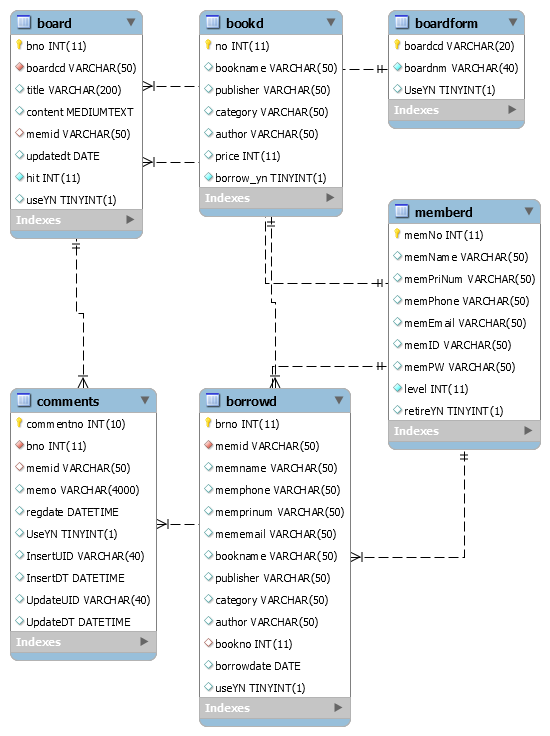 board
bno INT(11)
boardcd VARCHAR(50)
title VARCHAR(200)
content MEDIUMTEXT
memid VARCHAR(50)
updatedt DATE
hit INT(11)
useYN TINYINT(1)
Indexes
bookd
no INT(11)
bookname VARCHAR(50)
publisher VARCHAR(50)
category VARCHAR(50)
author VARCHAR(50)
price INT(11)
borrow_yn TINYINT(1)
Indexes
boardform
boardcd VARCHAR(20)
boardnm VARCHAR(40)
UseYN TINYINT(1)
Indexes
memberd
memNo INT(11)
memName VARCHAR(50)
memPriNum VARCHAR(50)
memPhone VARCHAR(50)
memEmail VARCHAR(50)
memID VARCHAR(50)
memPW VARCHAR(50)
level INT(11)
retireYN TINYINT(1)
Indexes
comments
commentno INT(10)
bno INT(11)
memid VARCHAR(50)
memo VARCHAR(4000)
regdate DATETIME
UseYN TINYINT(1)
InsertUID VARCHAR(40)
InsertDT DATETIME
UpdateUID VARCHAR(40)
UpdateDT DATETIME
Indexes
borrowd
brno INT(11)
memid VARCHAR(50)
memname VARCHAR(50)
memphone VARCHAR(50)
memprinum VARCHAR(50)
mememail VARCHAR(50)
bookname VARCHAR(50)
publisher VARCHAR(50)
category VARCHAR(50)
author VARCHAR(50)
bookno INT(11)
borrowdate DATE
useYN TINYINT(1)
Indexes